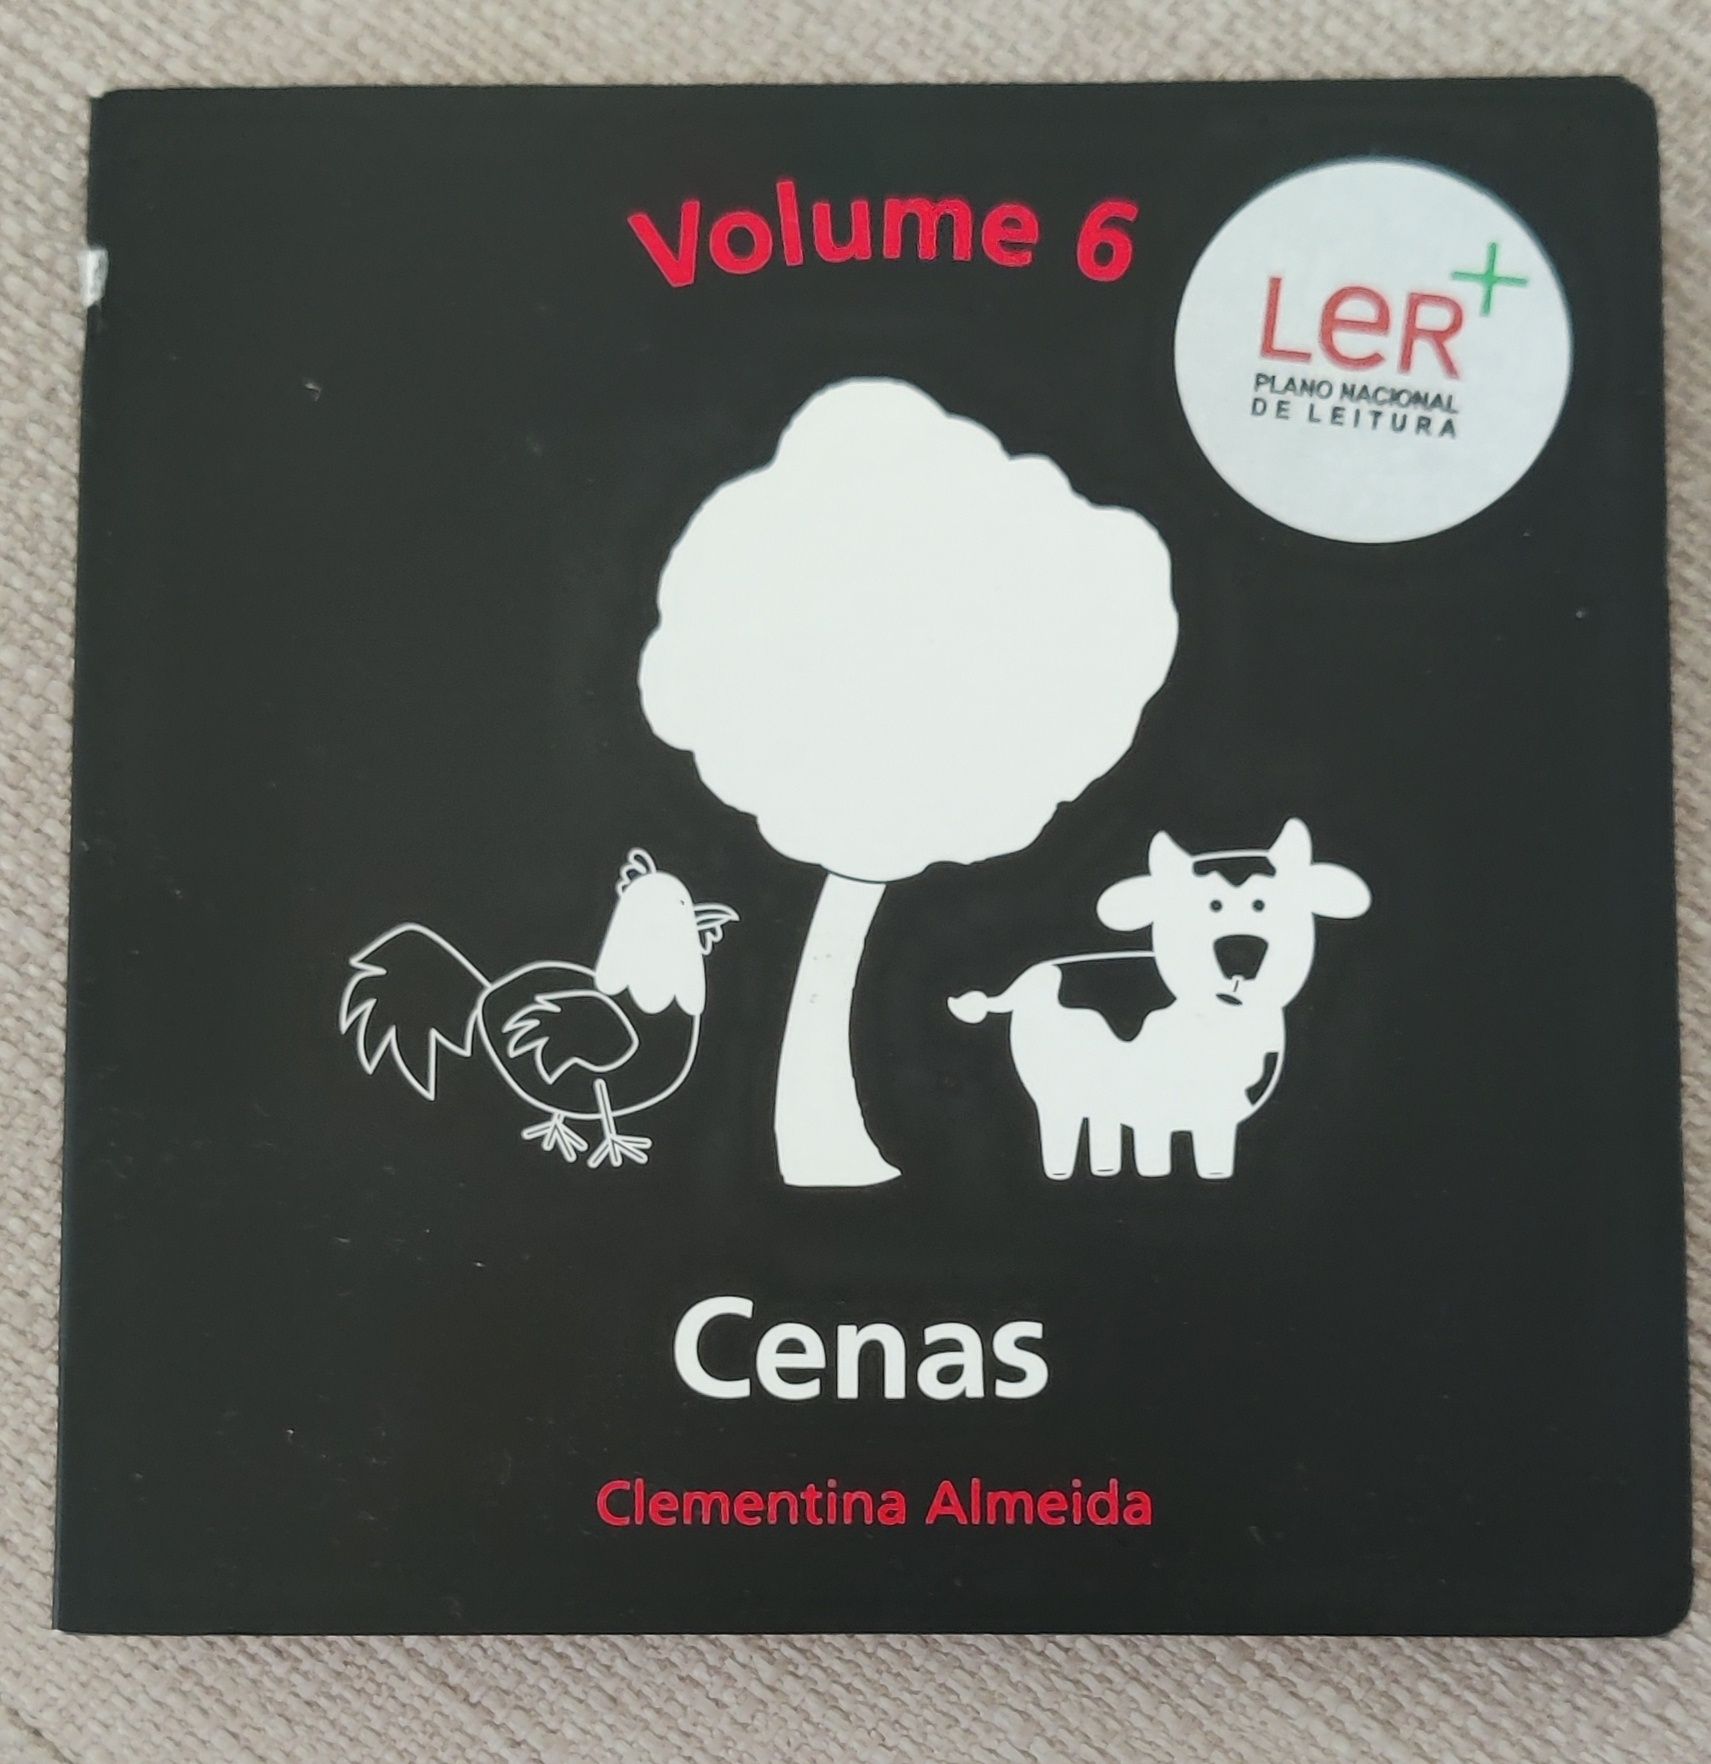 Volume 6
LeR+
PLANO NACIONAL
DE LEITURA
Cenas
Clementina Almeida